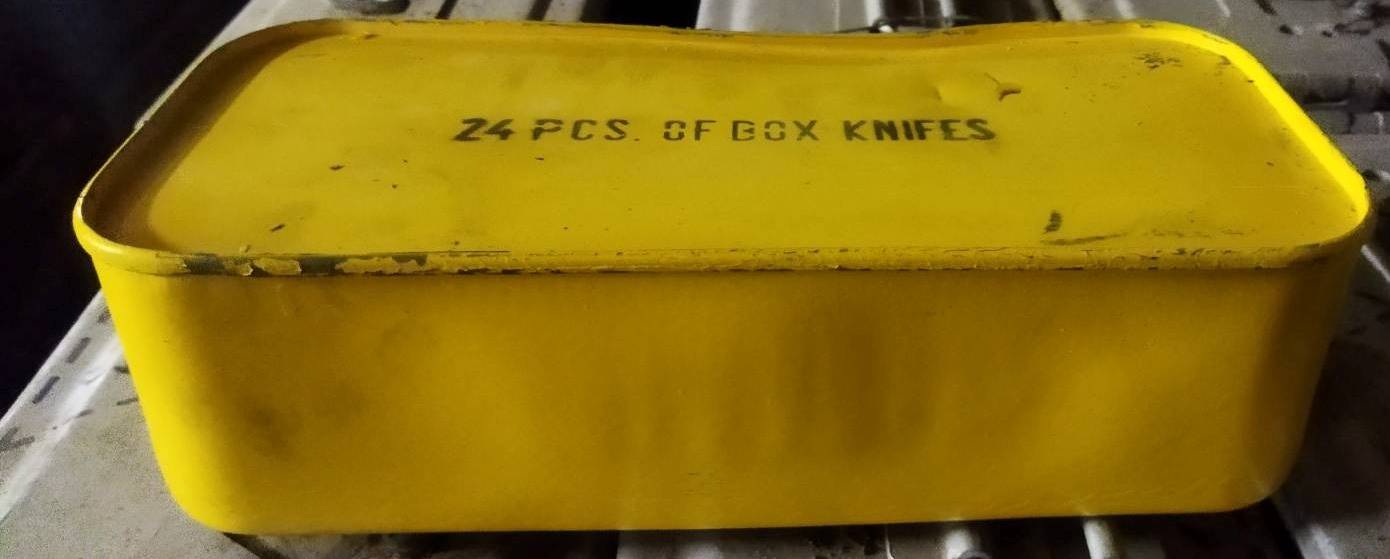 24 PCS. OF BOX KNIFES